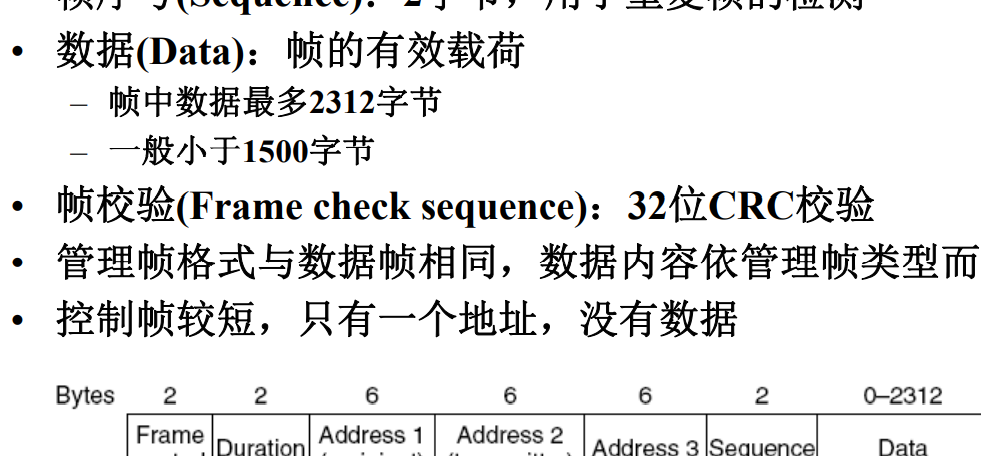 帧序号(Sequence)：2字节，用于重复帧的检测
• 数据(Data)：帧的有效载荷
– 帧中数据最多2312字节
– 一般小于1500字节
• 帧校验(Frame check sequence)：32位CRC校验
• 管理帧格式与数据帧相同，数据内容依管理帧类型而
• 控制帧较短，只有一个地址，没有数据
Bytes 2 2 6 6 6 2 0–2312
Frame Duration Address 1 Address 2 Address 3 Sequence Data